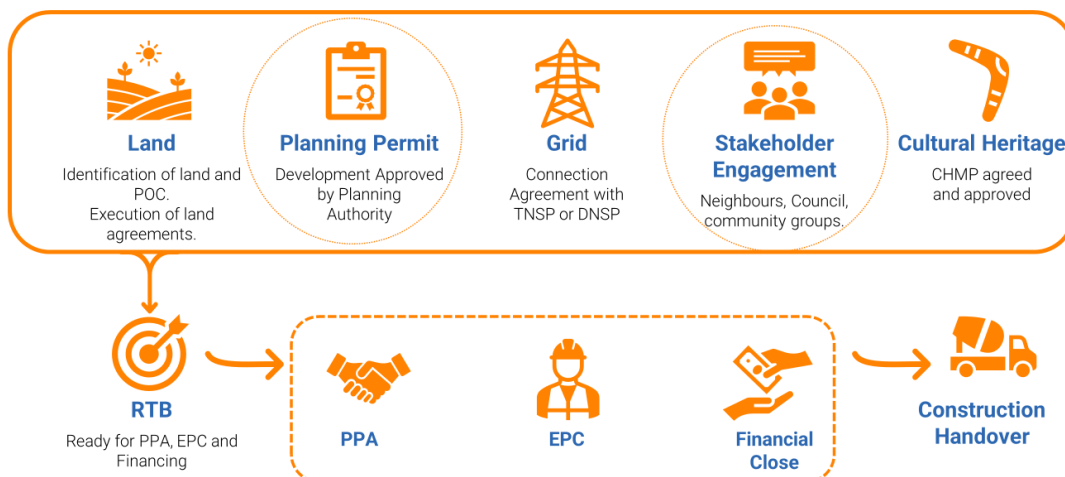 Land
Identification of land and
POC.
Execution of land
agreements.
Planning Permit
Development Approved
by Planning
Authority
Grid
Connection
Agreement with
TNSP or DNSP
Stakeholder
Engagement
Neighbours, Council,
community groups.
Cultural Heritage
CHMP agreed
and approved
RTB
Ready for PPA, EPC and
Financing
PPA
EPC
Financial
Close
Construction
Handover